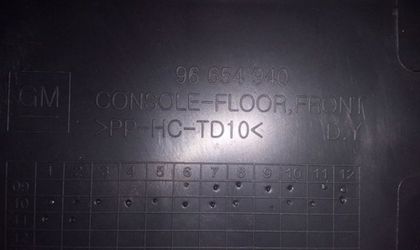 96 654 940
GM
CONSOLE-FLOOR, FRONT
>PP-HC-TD10< D.Y
1 2 3 4 5 6 7 8 9 10 11 12
09
10
11